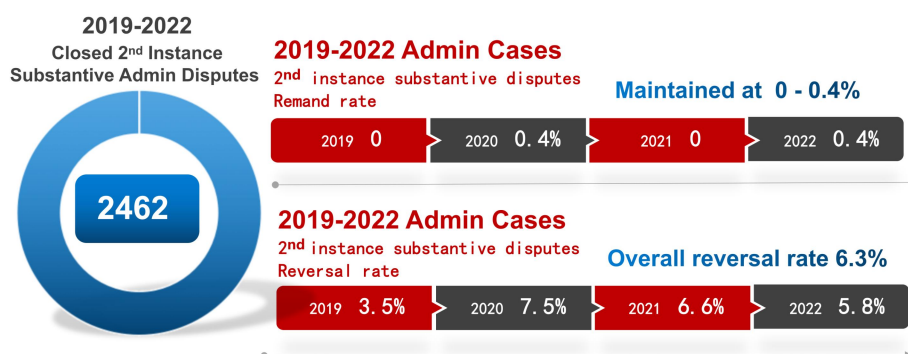 2019-2022
Closed 2nd Instance
Substantive Admin Disputes
2462
2019-2022 Admin Cases
2nd instance substantive disputes
Remand rate
Maintained at 0 - 0.4%
2019 0
2020 0.4%
2021 0
2022 0.4%
2019-2022 Admin Cases
2nd instance substantive disputes
Reversal rate
Overall reversal rate 6.3%
2019 3.5%
2020 7.5%
2021 6.6%
2022 5.8%